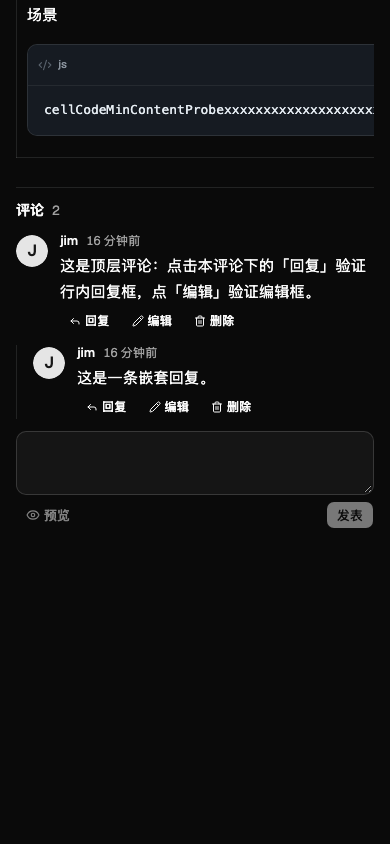 场景
</> js
cellCodeMinContentProbexxxxxxxxxxxxxxxxxxx
评论 2
J jim 16 分钟前
这是顶层评论：点击本评论下的「回复」验证
行内回复框，点「编辑」验证编辑框。
回复 编辑 删除
J jim 16 分钟前
这是一条嵌套回复。
回复 编辑 删除
预览 发表